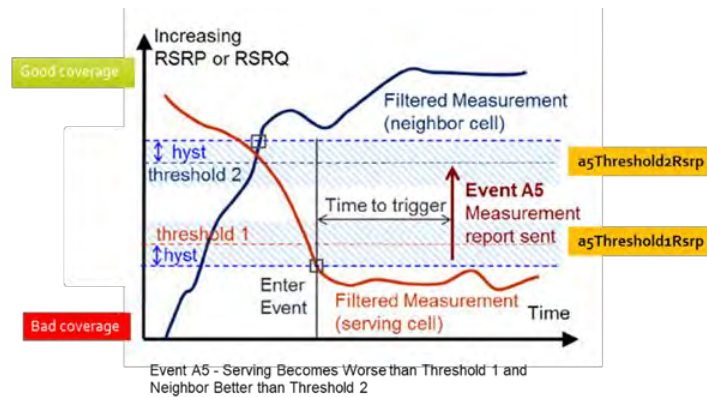 Increasing
RSRP or RSRQ
Good coverage
Filtered Measurement
(neighbor cell)
hyst
threshold 2
a5Threshold2Rsrp
Event A5
Measurement
report sent
Time to trigger
threshold 1
a5Threshold1Rsrp
hyst
Enter
Event
Filtered Measurement
(serving cell)
Time
Bad coverage
Event A5 - Serving Becomes Worse than Threshold 1 and
Neighbor Better than Threshold 2